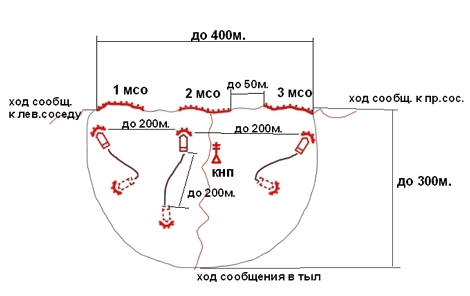 до 400м.
1 мсо
2 мсо
до 50м.
3 мсо
ход сообщ.
к лев.соседу
ход сообщ. к пр.сос.
до 200м.
до 200м.
кнп
до 200м.
до 300м.
ход сообщения в тыл